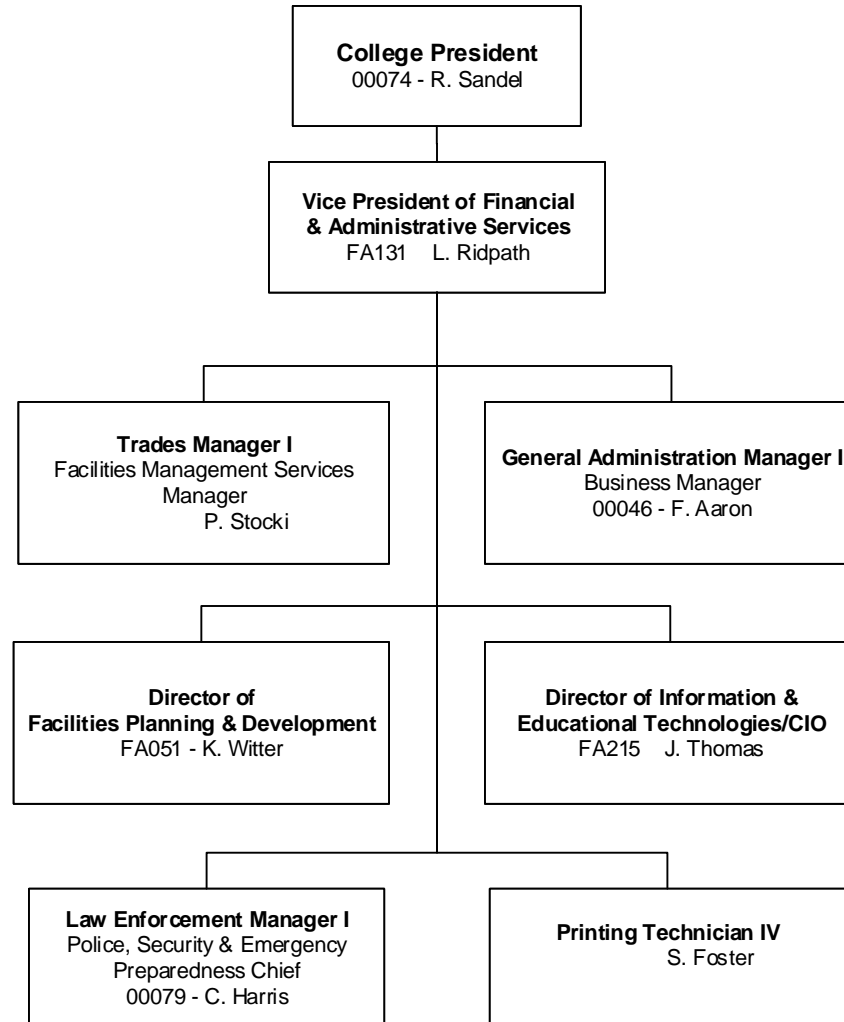 College President
00074 - R. Sandel
Vice President of Financial
& Administrative Services
FA131 L. Ridpath
Trades Manager I
Facilities Management Services
Manager
P. Stocki
General Administration Manager I
Business Manager
00046 - F. Aaron
Director of
Facilities Planning & Development
FA051 - K. Witter
Director of Information &
Educational Technologies/CIO
FA215 J. Thomas
Law Enforcement Manager I
Police, Security & Emergency
Preparedness Chief
00079 - C. Harris
Printing Technician IV
S. Foster